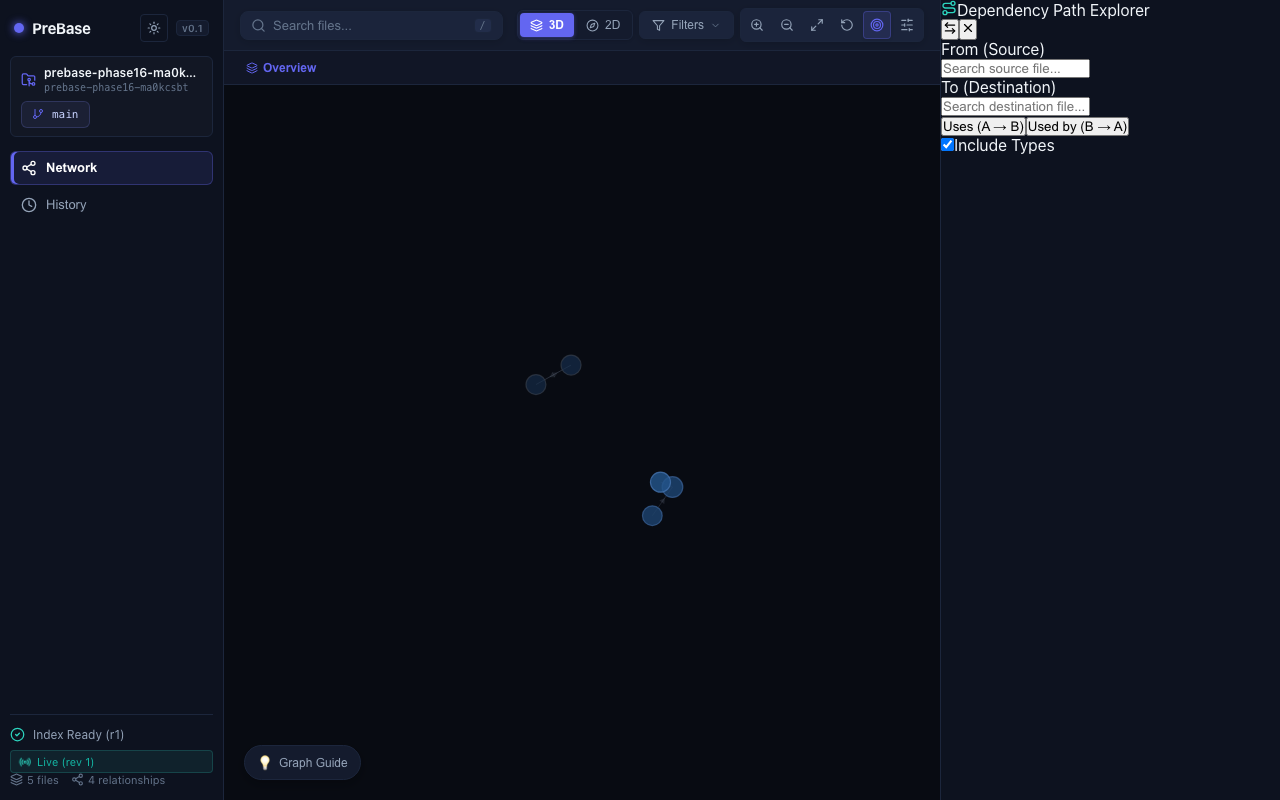 PreBase
v0.1
prebase-phase16-ma0k...
prebase-phase16-ma0kcsbt
main
Network
History
Index Ready (r1)
Live (rev 1)
5 files 4 relationships
Search files... /
3D 2D
Filters
Overview
Graph Guide
Dependency Path Explorer
From (Source)
Search source file...
To (Destination)
Search destination file...
Uses (A → B) Used by (B → A)
Include Types